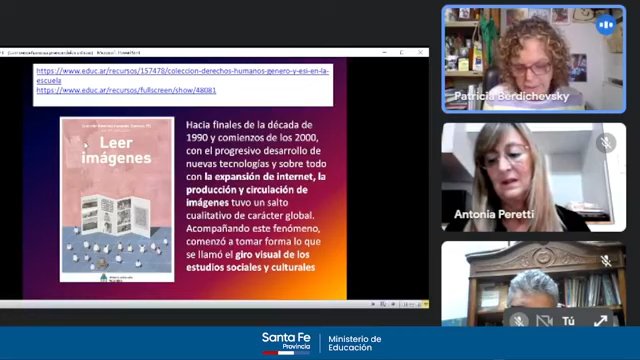 https://www.educ.ar/recursos/157478/coleccion-derechos-humanos-genero-y-esi-en-la-
escuela
https://www.educ.ar/recursos/fullscreen/show/48081
Leer
imágenes
Hacia finales de la década de
1990 y comienzos de los 2000,
con el progresivo desarrollo de
nuevas tecnologías y sobre todo
con la expansión de internet, la
producción y circulación de
imágenes tuvo un salto
cualitativo de carácter global.
Acompañando este fenómeno,
comenzó a tomar forma lo que
se llamó el giro visual de los
estudios sociales y culturales
Patricia Berdichevsky
Antonia Peretti
Tú
Santa Fe
Provincia
Ministerio de
Educación